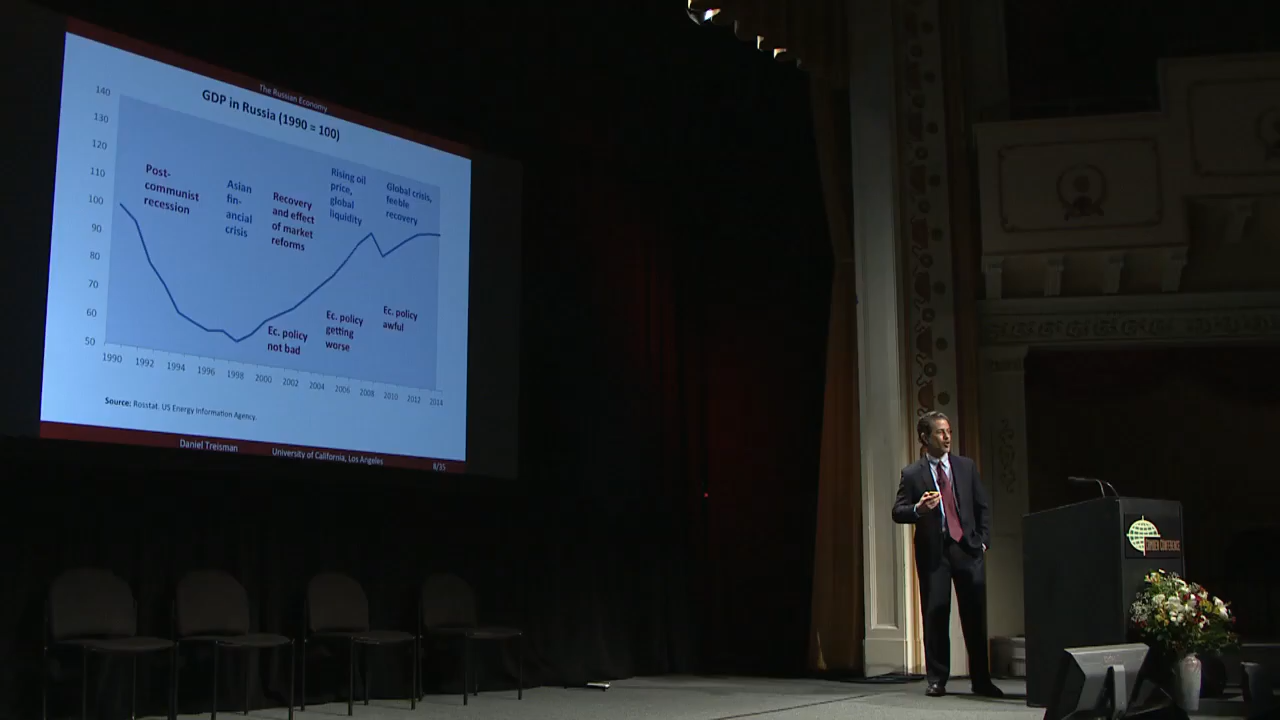 The Russian Economy
GDP in Russia (1990 = 100)
140
130
120
110
100
90
80
70
60
50
Post-
communist
recession
Asian
fin-
ancial
crisis
Recovery
and effect
of market
reforms
Rising oil
price,
global
liquidity
Global crisis,
feeble
recovery
Ec. policy
not bad
Ec. policy
getting
worse
Ec. policy
awful
1990 1992 1994 1996 1998 2000 2002 2004 2006 2008 2010 2012 2014
Source: Rosstat. US Energy Information Agency.
Daniel Treisman University of California, Los Angeles 8/35
CAMDEN CONFERENCE